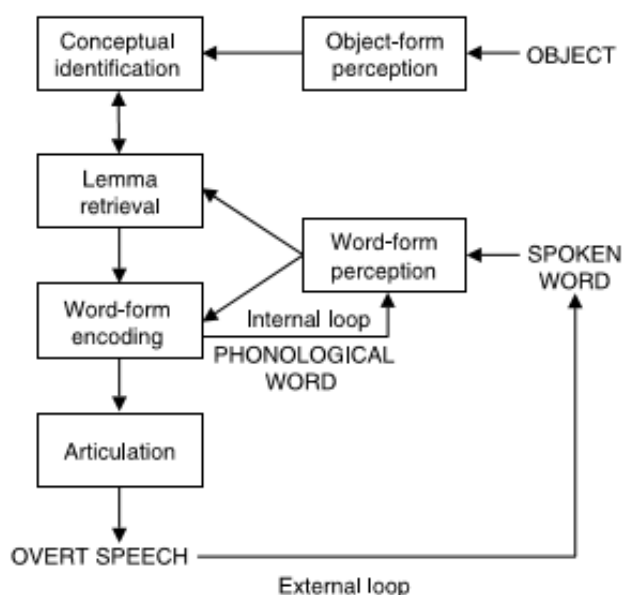 Conceptual
identification
Object-form
perception
OBJECT
Lemma
retrieval
Word-form
perception
SPOKEN
WORD
Word-form
encoding
Internal loop
PHONOLOGICAL
WORD
Articulation
OVERT SPEECH
External loop